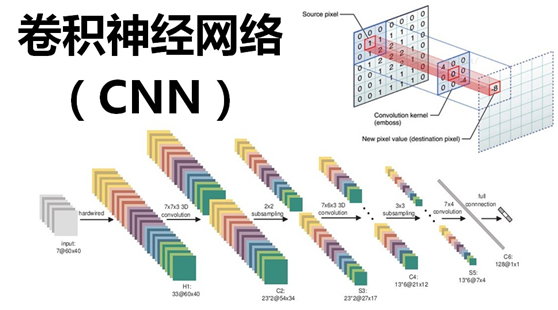 卷积神经网络
（CNN）
Source pixel
Convolution kernel
(emboss)
New pixel value (destination pixel)
-8
hardwired
7x7x3 3D
convolution
2x2
subsampling
7x6x3 3D
convolution
3x3
subsampling
7x4
convolution
full
connnection
input:
7@60x40
H1:
33@60x40
C2:
23*2@54x34
S3:
23*2@27x17
C4:
13*6@21x12
S5:
13*6@7x4
C6:
128@1x1